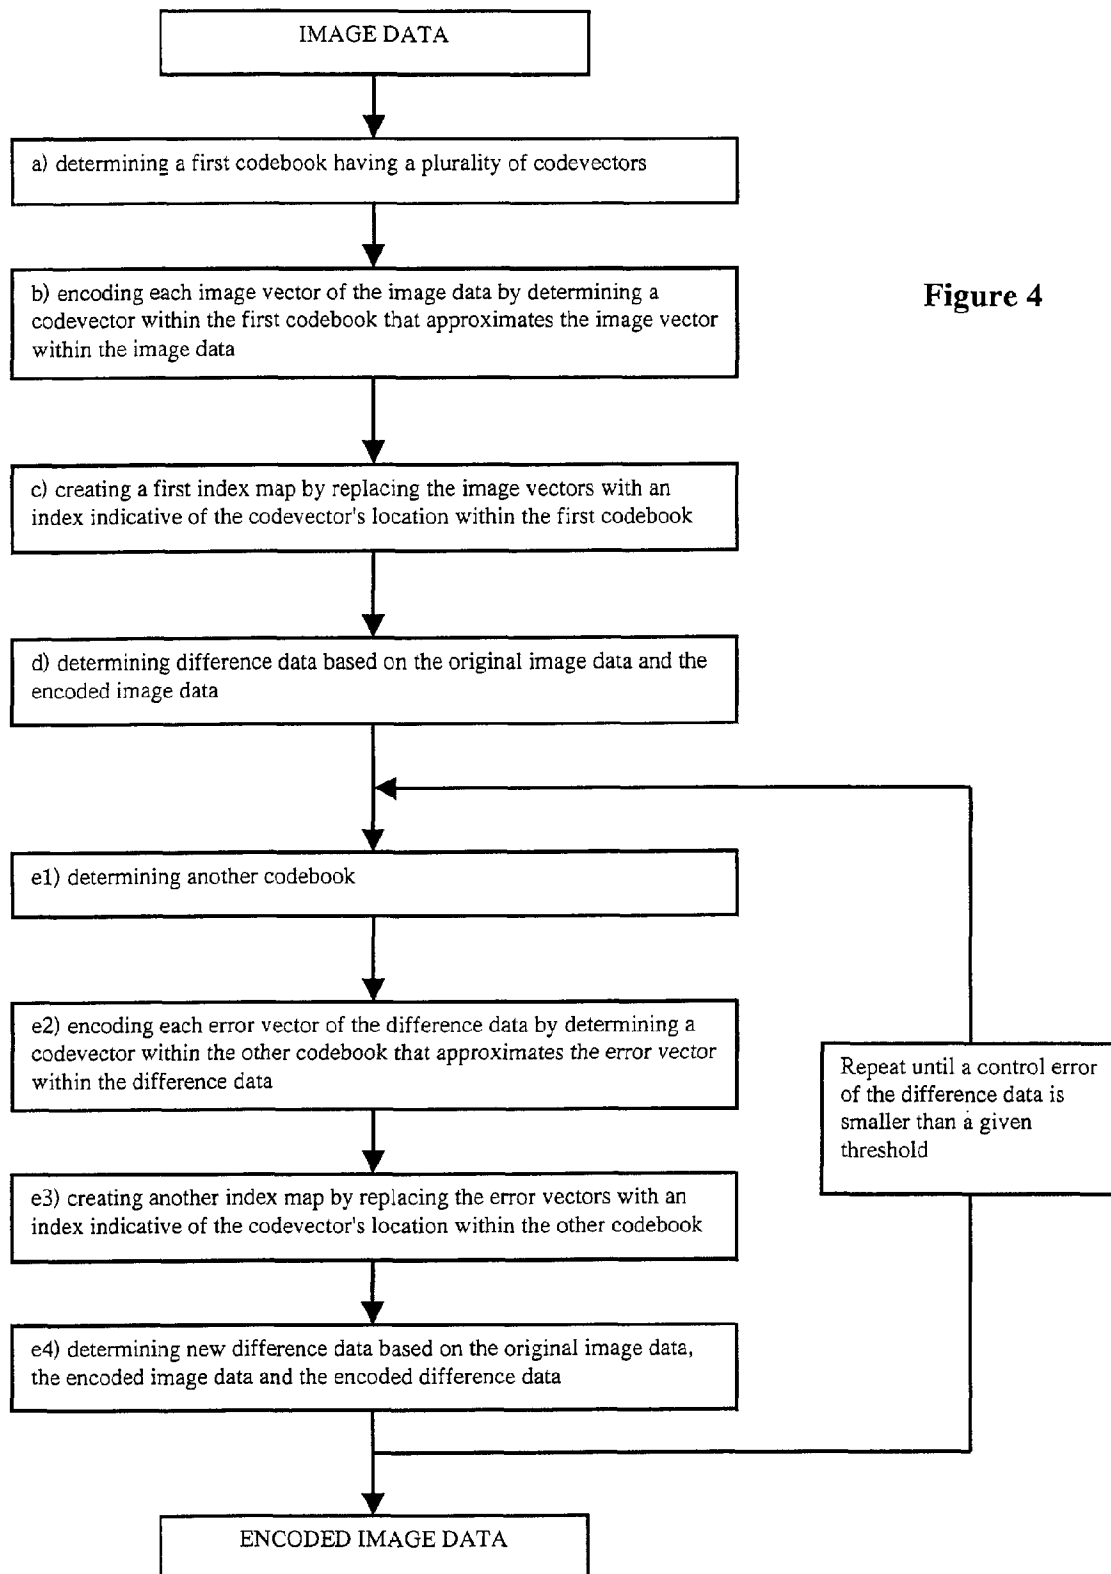 IMAGE DATA
a) determining a first codebook having a plurality of codevectors
b) encoding each image vector of the image data by determining a
codevector within the first codebook that approximates the image vector
within the image data
Figure 4
c) creating a first index map by replacing the image vectors with an
index indicative of the codevector's location within the first codebook
d) determining difference data based on the original image data and the
encoded image data
e1) determining another codebook
e2) encoding each error vector of the difference data by determining a
codevector within the other codebook that approximates the error vector
within the difference data
Repeat until a control error
of the difference data is
smaller than a given
threshold
e3) creating another index map by replacing the error vectors with an
index indicative of the codevector's location within the other codebook
e4) determining new difference data based on the original image data,
the encoded image data and the encoded difference data
ENCODED IMAGE DATA